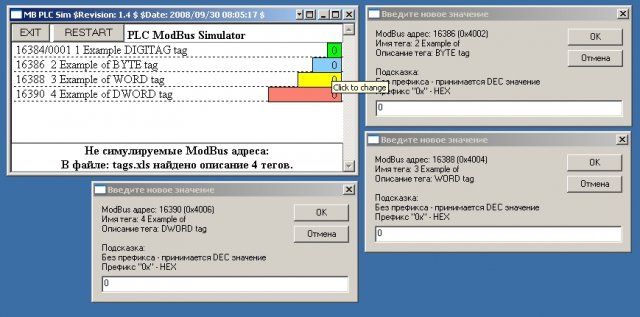 MB PLC Sim $Revision: 1.4 $ $Date: 2008/09/30 08:05:17 $
EXIT RESTART PLC ModBus Simulator
16384/0001 1 Example DIGITAG tag 0
16386 2 Example of BYTE tag 0
16388 3 Example of WORD tag 0
16390 4 Example of DWORD tag 0
Click to change
Не симулируемые ModBus адреса:
В файле: tags.xls найдено описание 4 тегов.
Введите новое значение
ModBus адрес: 16386 (0x4002)
Имя тега: 2 Example of
Описание тега: BYTE tag
OK
Отмена
Подсказка:
Без префикса - принимается DEC значение
Префикс "0x" - HEX
0
Введите новое значение
ModBus адрес: 16388 (0x4004)
Имя тега: 3 Example of
Описание тега: WORD tag
OK
Отмена
Подсказка:
Без префикса - принимается DEC значение
Префикс "0x" - HEX
0
Введите новое значение
ModBus адрес: 16390 (0x4006)
Имя тега: 4 Example of
Описание тега: DWORD tag
OK
Отмена
Подсказка:
Без префикса - принимается DEC значение
Префикс "0x" - HEX
0